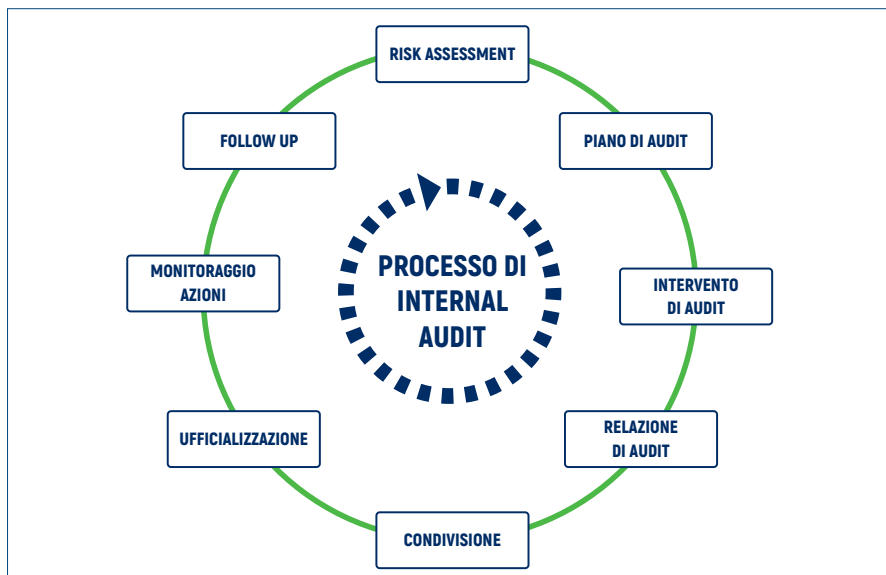 RISK ASSESSMENT
FOLLOW UP
PIANO DI AUDIT
PROCESSO DI
INTERNAL
AUDIT
MONITORAGGIO
AZIONI
INTERVENTO
DI AUDIT
UFFICIALIZZAZIONE
RELAZIONE
DI AUDIT
CONDIVISIONE